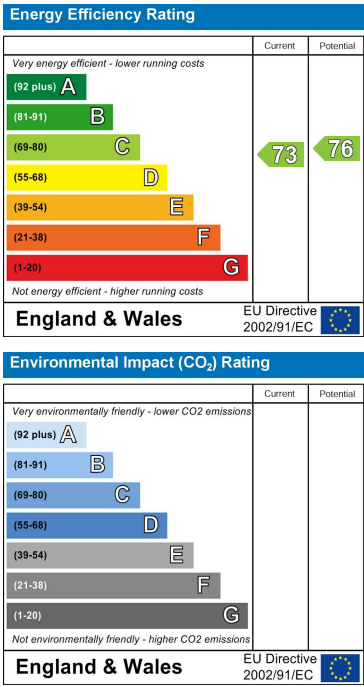 Energy Efficiency Rating
Current Potential
Very energy efficient - lower running costs
(92 plus) A
(81-91) B
(69-80) C
(55-68) D
(39-54) E
(21-38) F
(1-20) G
73 76
Not energy efficient - higher running costs
England & Wales
EU Directive
2002/91/EC
Environmental Impact (CO₂) Rating
Current Potential
Very environmentally friendly - lower CO2 emissions
(92 plus) A
(81-91) B
(69-80) C
(55-68) D
(39-54) E
(21-38) F
(1-20) G
Not environmentally friendly - higher CO2 emissions
England & Wales
EU Directive
2002/91/EC